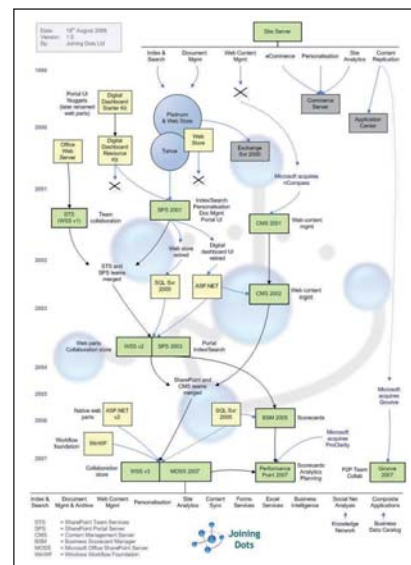 Date: 18th August 2006
Version: 1.0
By: Joining Dots Ltd
Site Server
Index &
Search
Document
Mgmt
Web Content
Mgmt
eCommerce
Personalisation
Site
Analytics
Content
Replication
1999
Portal UI
Nuggets
(later renamed
web parts)
Digital
Dashboard
Starter Kit
Platinum
& Web Store
Commerce
Server
Application
Center
2000
Office
Web
Server
Digital
Dashboard
Resource
Kit
Web
Store
Tahoe
Exchange
Svr 2000
Microsoft acquires
nCompass
2001
STS
(WSS v1)
Team
collaboration
SPS 2001
Index/Search
Personalisation
Doc Mgmt
Portal UI
CMS 2001
Web content
mgmt
Web store
retired
Digital
dashboard UI
retired
STS and
SPS teams
merged
2002
SQL Svr
2000
ASP.NET
CMS 2002
Web content
mgmt
2003
Web parts
Collaboration store
WSS v2
SPS 2003
Portal
Index/Search
2004
SharePoint and
CMS teams
merged
2005
Microsoft
acquires
Groove
Native web
parts
ASP.NET
v2
SQL Svr
2005
BSM 2005
Scorecards
2006
Workflow
foundation
WinWF
Microsoft
acquires
ProClarity
2007
Collaboration
store
WSS v3
MOSS 2007
Performance
Point 2007
Scorecards
Analytics
Planning
P2P Team
Collab
Groove
2007
Index &
Search
Document
Mgmt & Archive
Web Content
Mgmt
Personalisation
Site
Analytics
Content
Sync
Forms
Services
Excel
Services
Business
Intelligence
Social Net
Analysis
Composite
Applications
Knowledge
Network
Business
Data Catalog
STS = SharePoint Team Services
SPS = SharePoint Portal Server
CMS = Content Management Server
BSM = Business Scorecard Manager
MOSS = Microsoft Office SharePoint Server
WinWF = Windows Workflow Foundation
Joining
Dots